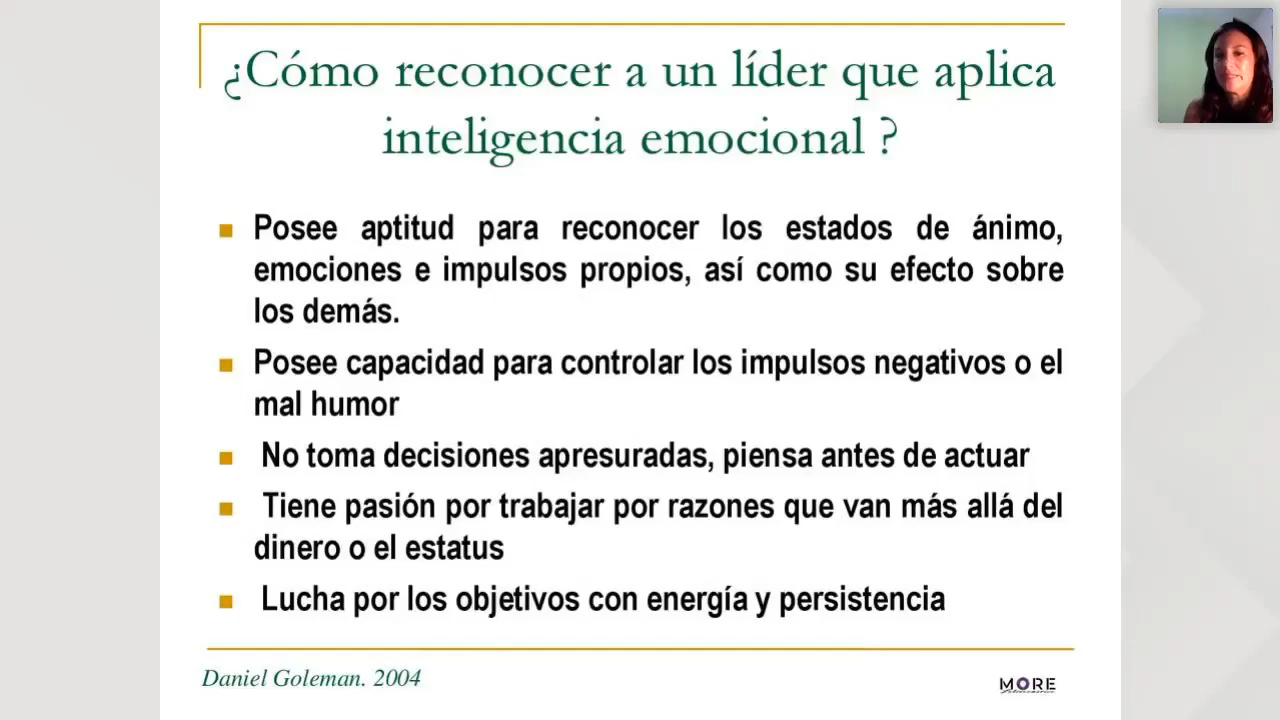 ¿Cómo reconocer a un líder que aplica
inteligencia emocional ?
Posee aptitud para reconocer los estados de ánimo,
emociones e impulsos propios, así como su efecto sobre
los demás.
Posee capacidad para controlar los impulsos negativos o el
mal humor
No toma decisiones apresuradas, piensa antes de actuar
Tiene pasión por trabajar por razones que van más allá del
dinero o el estatus
Lucha por los objetivos con energía y persistencia
Daniel Goleman. 2004
MORE